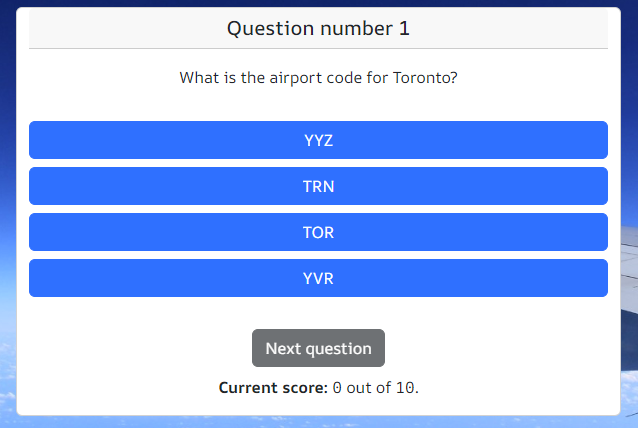 Question number 1
What is the airport code for Toronto?
YYZ
TRN
TOR
YVR
Next question
Current score: 0 out of 10.